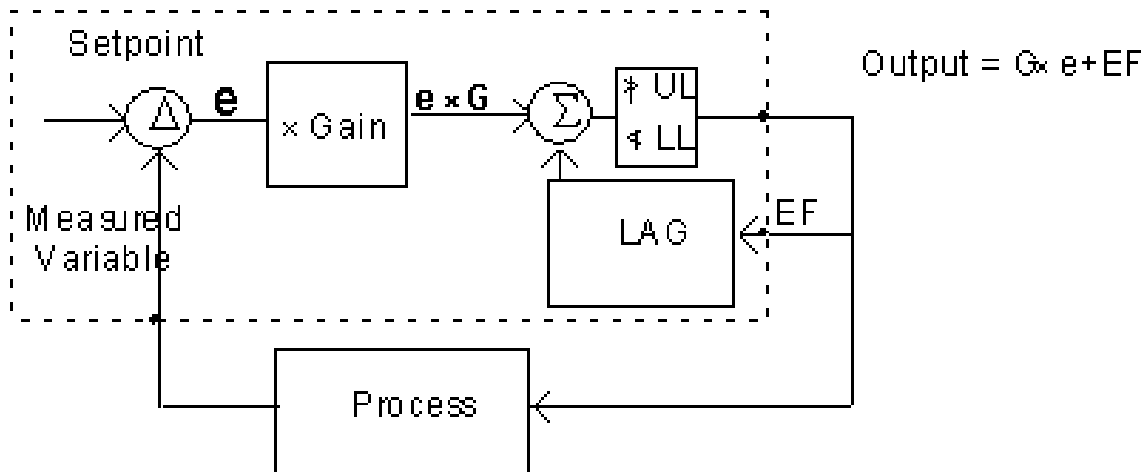 Setpoint
Output = G× e+EF
Δ
e
× Gain
e × G
Σ
≯ UL
≮ LL
Measured
Variable
LAG
EF
Process